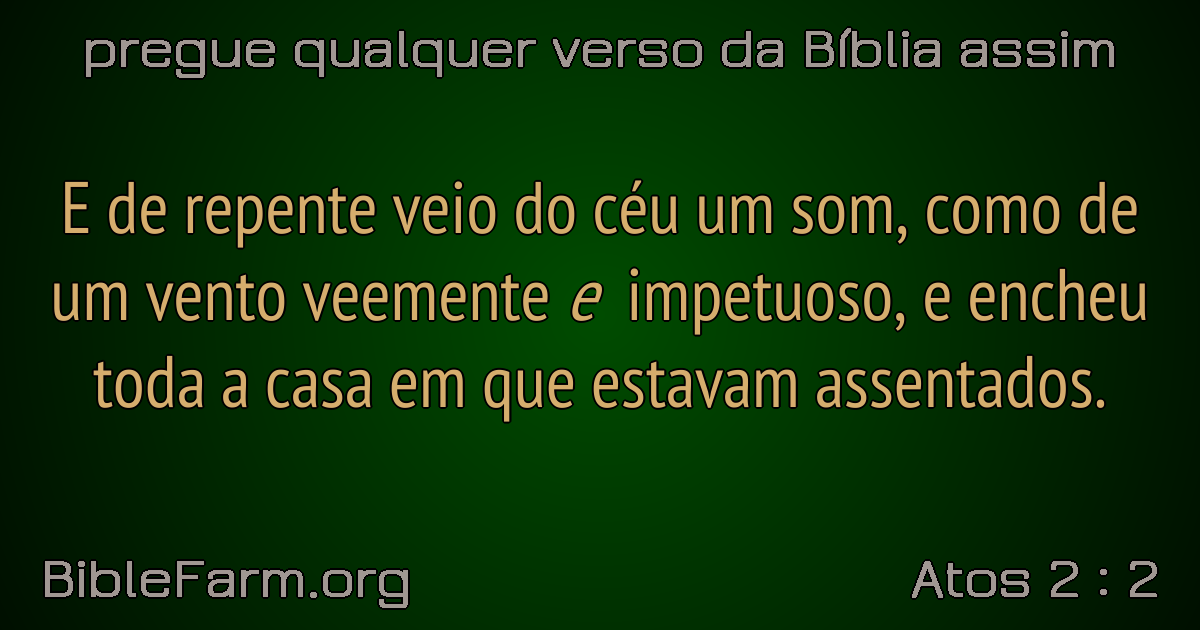 pregue qualquer verso da Bíblia assim
E de repente veio do céu um som, como de
um vento veemente e impetuoso, e encheu
toda a casa em que estavam assentados.
BibleFarm.org
Atos 2 : 2